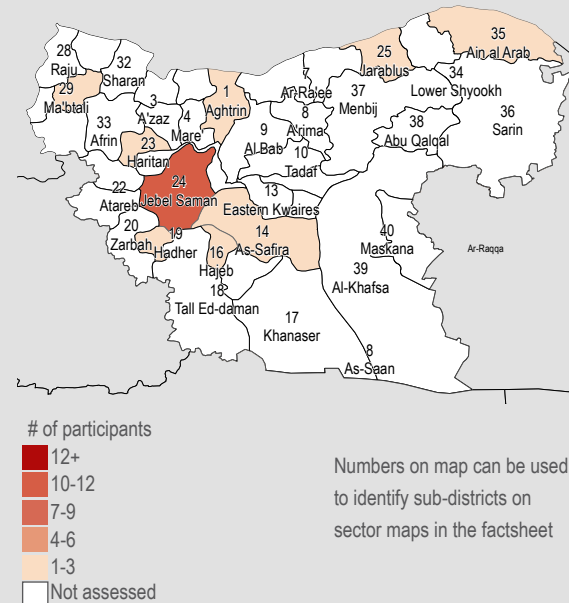 28
Raju
32
Sharan
29
Ma'btali
3
A'zaz
4
Mare'
1
Aghtrin
7
Ar-Ra'ee
25
Jarablus
35
Ain al Arab
34
Lower Shyookh
37
Menbij
36
Sarin
33
Afrin
23
Haritan
9
Al Bab
8
A'rima
10
Tadaf
38
Abu Qalqal
24
Jebel Saman
22
Atareb
13
Eastern Kwaires
20
Zarbah
19
Hadher
14
As-Safira
16
Hajeb
40
Maskana
Ar-Raqqa
39
Al-Khafsa
18
Tall Ed-daman
17
Khanaser
8
As-Saan
# of participants
12+
10-12
7-9
4-6
1-3
Not assessed
Numbers on map can be used
to identify sub-districts on
sector maps in the factsheet